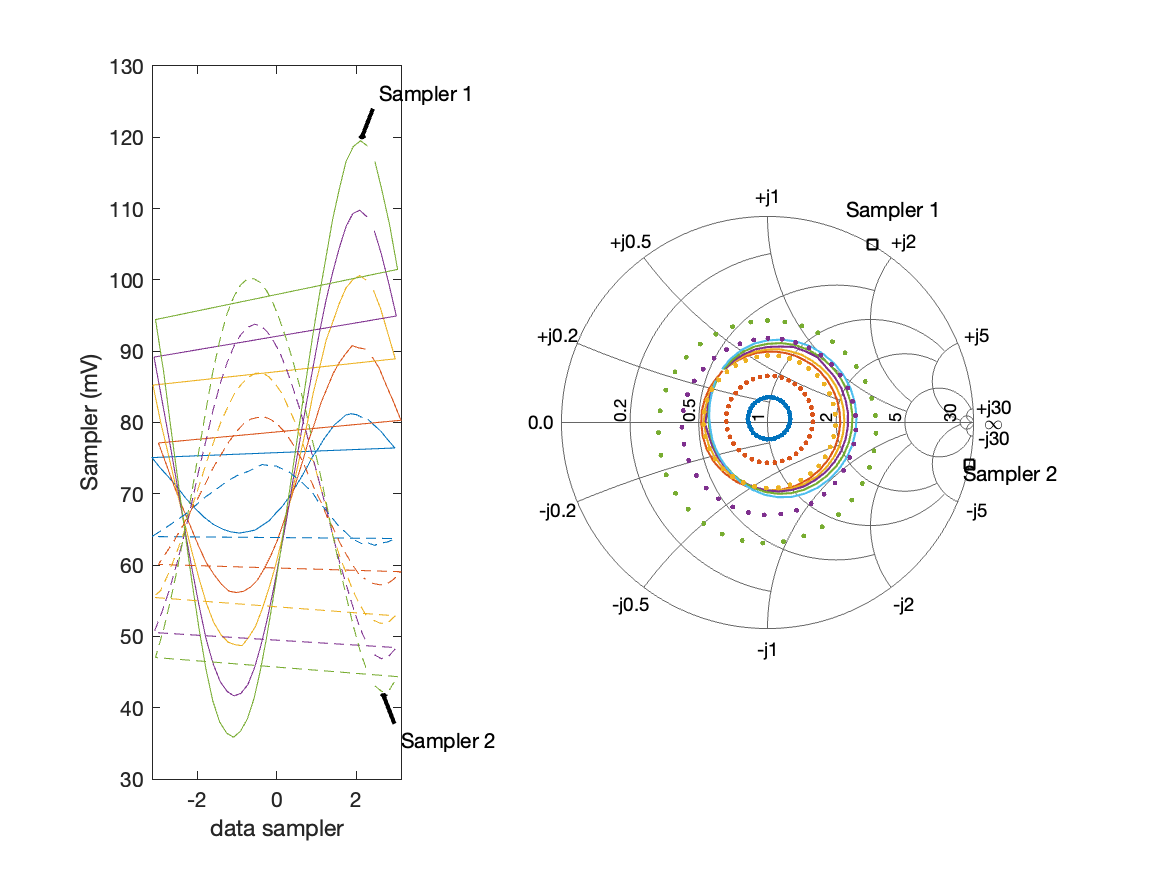 130
120
110
100
90
80
70
60
50
40
30
-2
0
2
Sampler (mV)
data sampler
Sampler 1
Sampler 2
+j1
Sampler 1
+j0.5
+j2
+j0.2
+j5
0.0
0.2
0.5
1
2
5
30
+j30
∞
-j30
Sampler 2
-j0.2
-j5
-j0.5
-j2
-j1